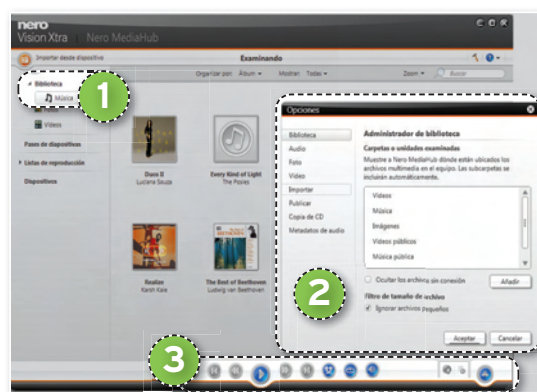 nero
Vision Xtra | Nero MediaHub
Importar desde dispositivo
Examinando
Organizar por: Álbum
Mostrar: Todas
Zoom
Buscar
Biblioteca
Música
1
Vídeos
Pases de diapositivas
Listas de reproducción
Dispositivos
Duos II
Luciana Souza
Every Kind of Light
The Posies
Realize
Karsh Kale
The Best of Beethoven
Ludwig van Beethoven
Opciones
Biblioteca
Audio
Foto
Vídeo
Importar
Publicar
Copia de CD
Metadatos de audio
Administrador de biblioteca
Carpetas o unidades examinadas
Muestre a Nero MediaHub dónde están ubicados los
archivos multimedia en el equipo. Las subcarpetas se
incluirán automáticamente.
Vídeos
Música
Imágenes
Vídeos públicos
Música pública
Ocultar los archivos sin conexión
Añadir
Filtro de tamaño de archivo
Ignorar archivos pequeños
Aceptar
Cancelar
2
3